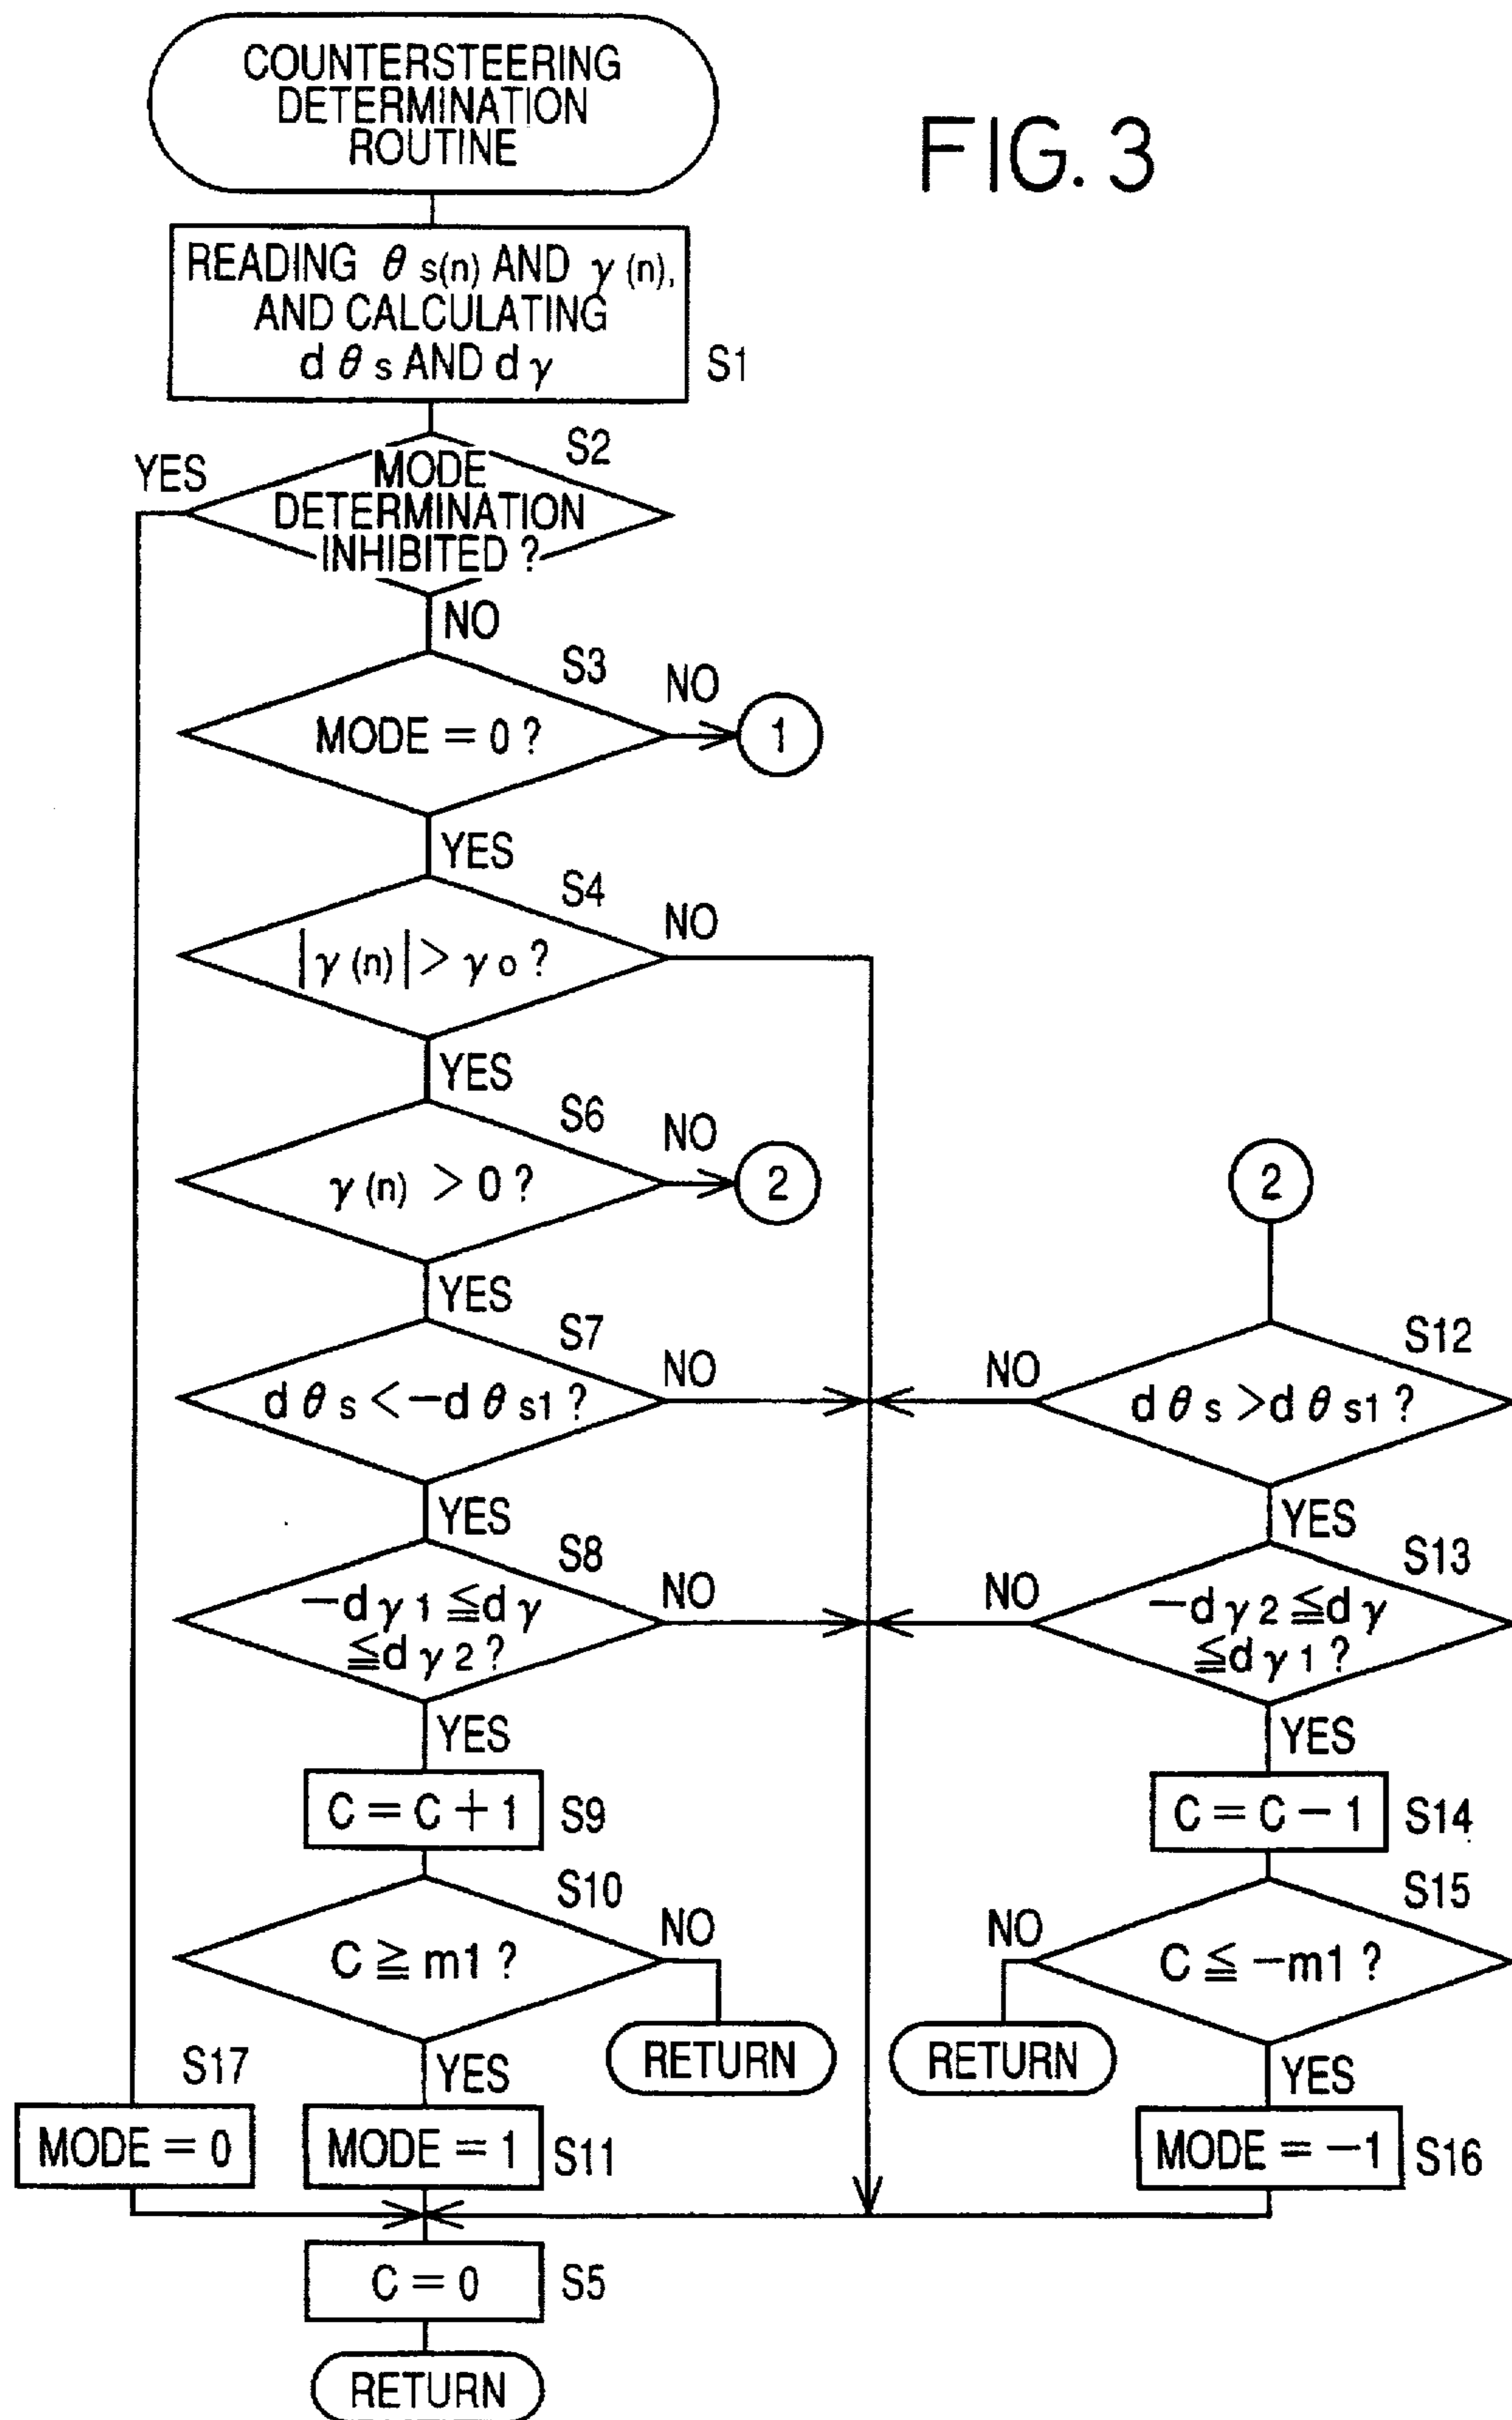 COUNTERSTEERING
DETERMINATION
ROUTINE
FIG. 3
READING θ s(n) AND γ (n),
AND CALCULATING
d θ s AND d γ
S1
S2
YES
MODE
DETERMINATION
INHIBITED ?
NO
S3
NO
MODE = 0 ?
1
YES
S4
NO
|γ (n)| > γ o ?
YES
S6
NO
γ (n) > 0 ?
2
2
YES
S7
NO
d θ s < -d θ s1 ?
S12
NO
d θ s > d θ s1 ?
YES
YES
S8
NO
-d γ 1 ≦ d γ
≦ d γ 2 ?
S13
NO
-d γ 2 ≦ d γ
≦ d γ 1 ?
YES
YES
C = C + 1
S9
C = C - 1
S14
S10
NO
C ≧ m1 ?
S15
NO
C ≦ -m1 ?
RETURN
RETURN
S17
YES
YES
MODE = 0
MODE = 1
S11
MODE = -1
S16
C = 0
S5
RETURN